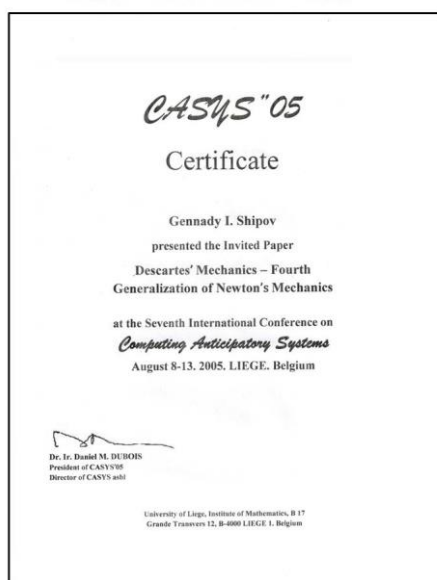 CASYS"05
Certificate
Gennady I. Shipov
presented the Invited Paper
Descartes' Mechanics – Fourth
Generalization of Newton's Mechanics
at the Seventh International Conference on
Computing Anticipatory Systems
August 8-13. 2005. LIEGE. Belgium
Dr. Ir. Daniel M. DUBOIS
President of CASYS'05
Director of CASYS asbl
University of Liege, Institute of Mathematics, B 17
Grande Traverse 12, B-4000 LIEGE 1. Belgium